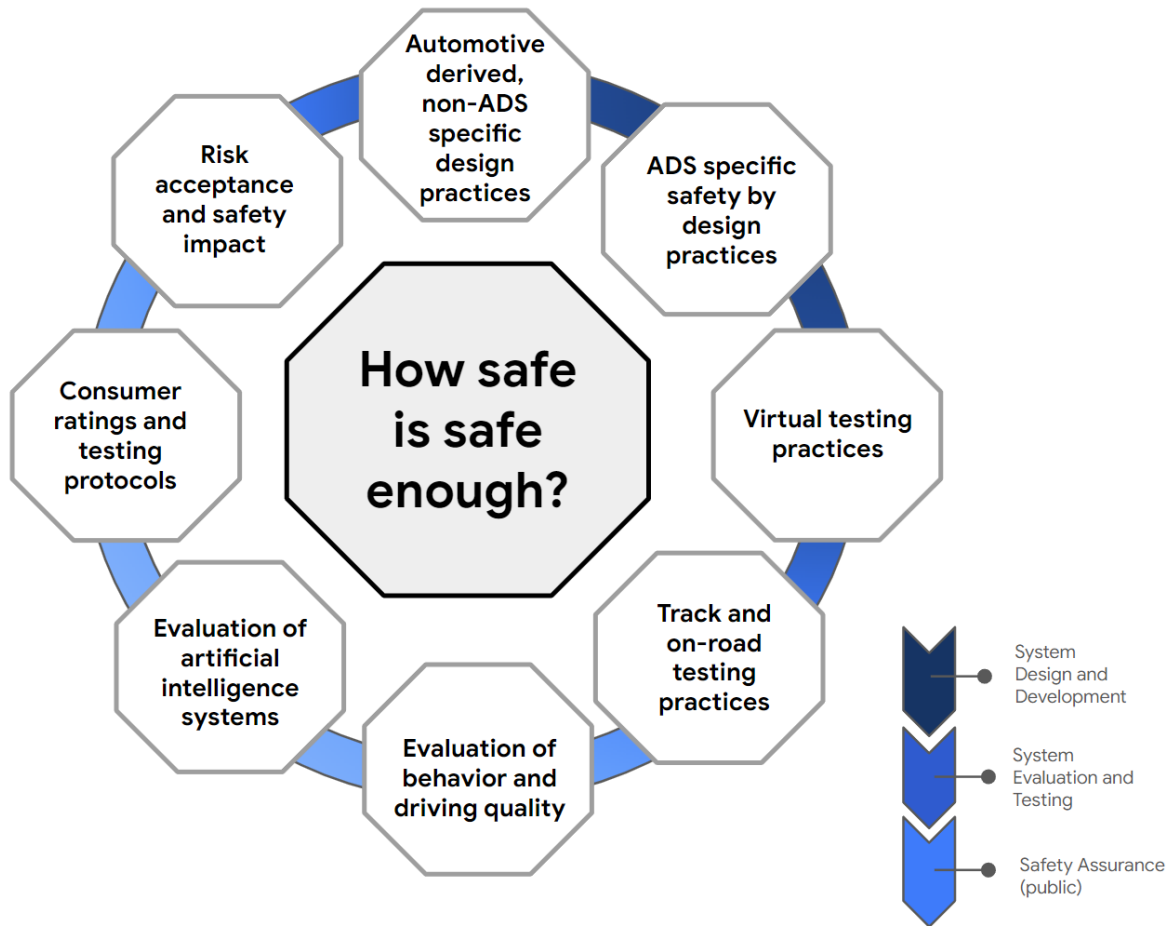 Automotive
derived,
non-ADS
specific
design
practices
ADS specific
safety by
design
practices
Virtual testing
practices
Track and
on-road
testing
practices
Evaluation of
behavior and
driving quality
Evaluation of
artificial
intelligence
systems
Consumer
ratings and
testing
protocols
Risk
acceptance
and safety
impact
How safe
is safe
enough?
System
Design and
Development
System
Evaluation and
Testing
Safety Assurance
(public)